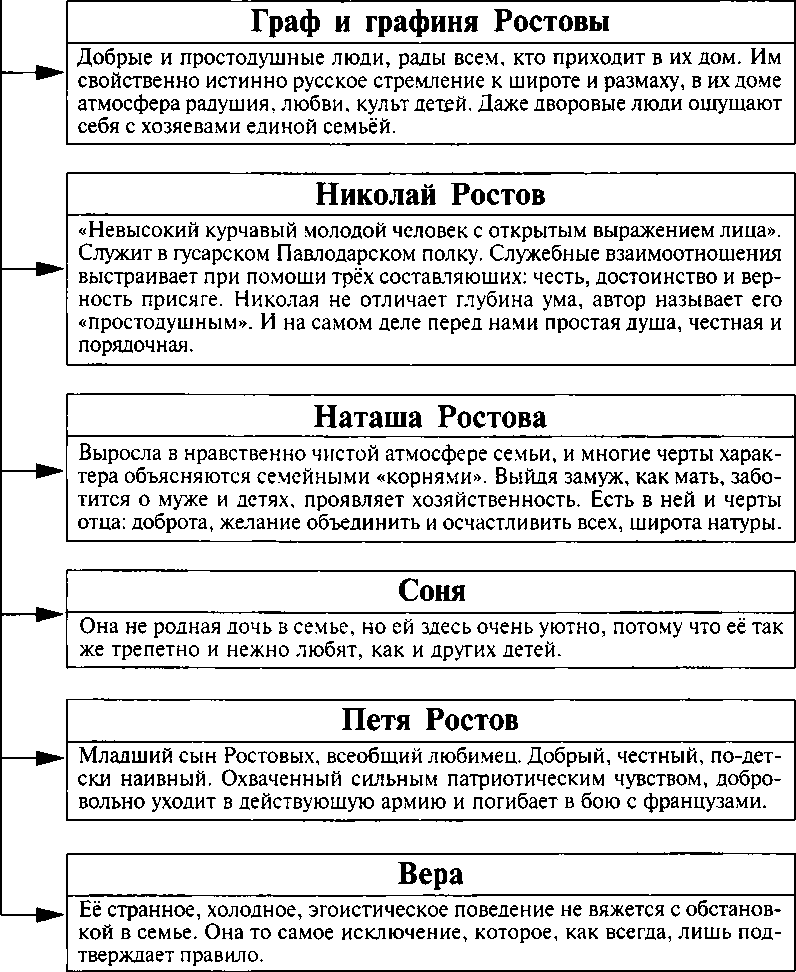 Граф и графиня Ростовы
Добрые и простодушные люди, рады всем, кто приходит в их дом. Им
свойственно истинно русское стремление к широте и размаху, в их доме
атмосфера радушия, любви, культ детей. Даже дворовые люди ощущают
себя с хозяевами единой семьёй.
Николай Ростов
«Невысокий курчавый молодой человек с открытым выражением лица».
Служит в гусарском Павлодарском полку. Служебные взаимоотношения
выстраивает при помощи трёх составляющих: честь, достоинство и вер-
ность присяге. Николая не отличает глубина ума, автор называет его
«простодушным». И на самом деле перед нами простая душа, честная и
порядочная.
Наташа Ростова
Выросла в нравственно чистой атмосфере семьи, и многие черты харак-
тера объясняются семейными «корнями». Выйдя замуж, как мать, забо-
тится о муже и детях, проявляет хозяйственность. Есть в ней и черты
отца: доброта, желание объединить и осчастливить всех, широта натуры.
Соня
Она не родная дочь в семье, но ей здесь очень уютно, потому что её так
же трепетно и нежно любят, как и других детей.
Петя Ростов
Младший сын Ростовых, всеобщий любимец. Добрый, честный, по-дет-
ски наивный. Охваченный сильным патриотическим чувством, добро-
вольно уходит в действующую армию и погибает в бою с французами.
Вера
Её странное, холодное, эгоистическое поведение не вяжется с обстанов-
кой в семье. Она то самое исключение, которое, как всегда, лишь под-
тверждает правило.